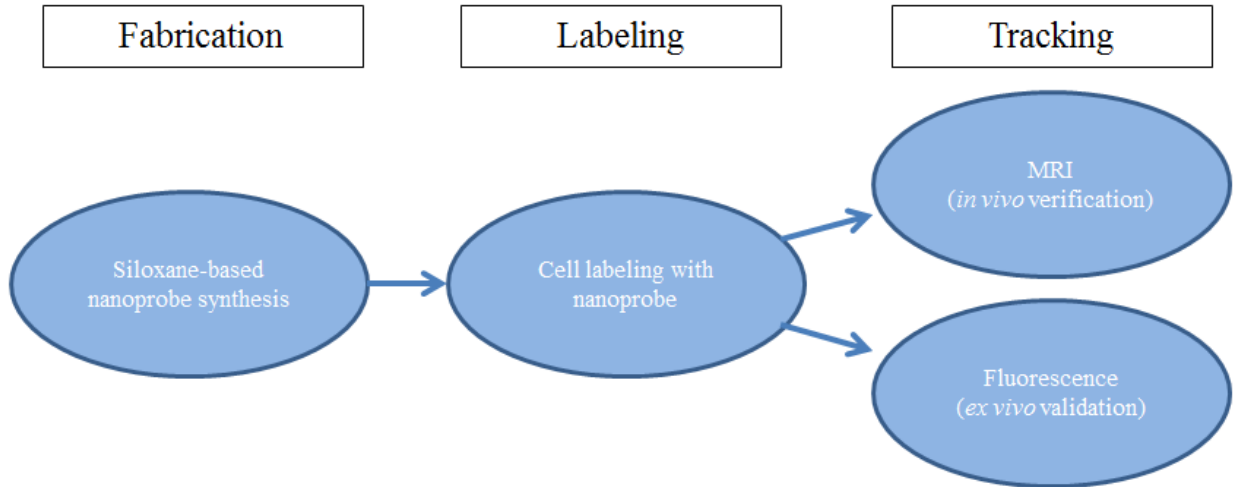 Fabrication
Labeling
Tracking
Siloxane-based
nanoprobe synthesis
Cell labeling with
nanoprobe
MRI
(in vivo verification)
Fluorescence
(ex vivo validation)